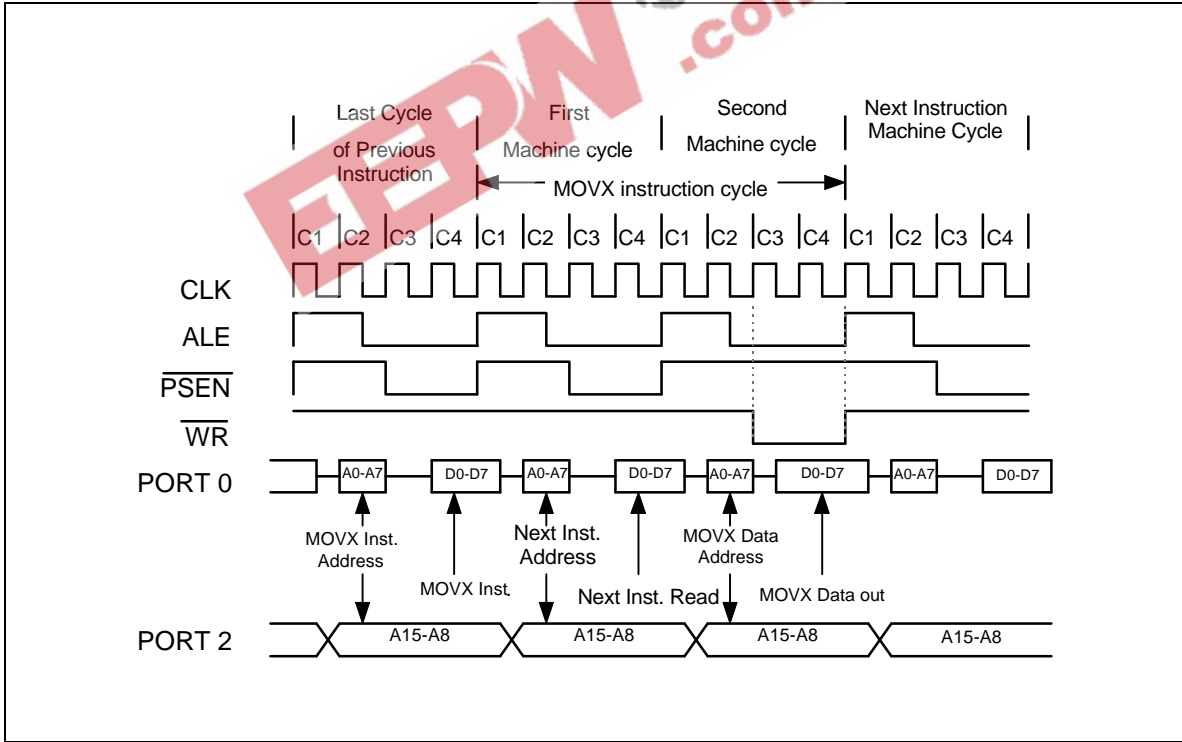 EEPW
.com
Last Cycle
of Previous
Instruction
First
Machine cycle
Second
Machine cycle
Next Instruction
Machine Cycle
MOVX instruction cycle
C1 C2 C3 C4 C1 C2 C3 C4 C1 C2 C3 C4 C1 C2 C3 C4
CLK
ALE
PSEN
WR
PORT 0
A0-A7 D0-D7 A0-A7 D0-D7 A0-A7 D0-D7 A0-A7 D0-D7
MOVX Inst.
Address
MOVX Inst.
Next Inst.
Address
Next Inst. Read
MOVX Data
Address
MOVX Data out
PORT 2
A15-A8 A15-A8 A15-A8 A15-A8